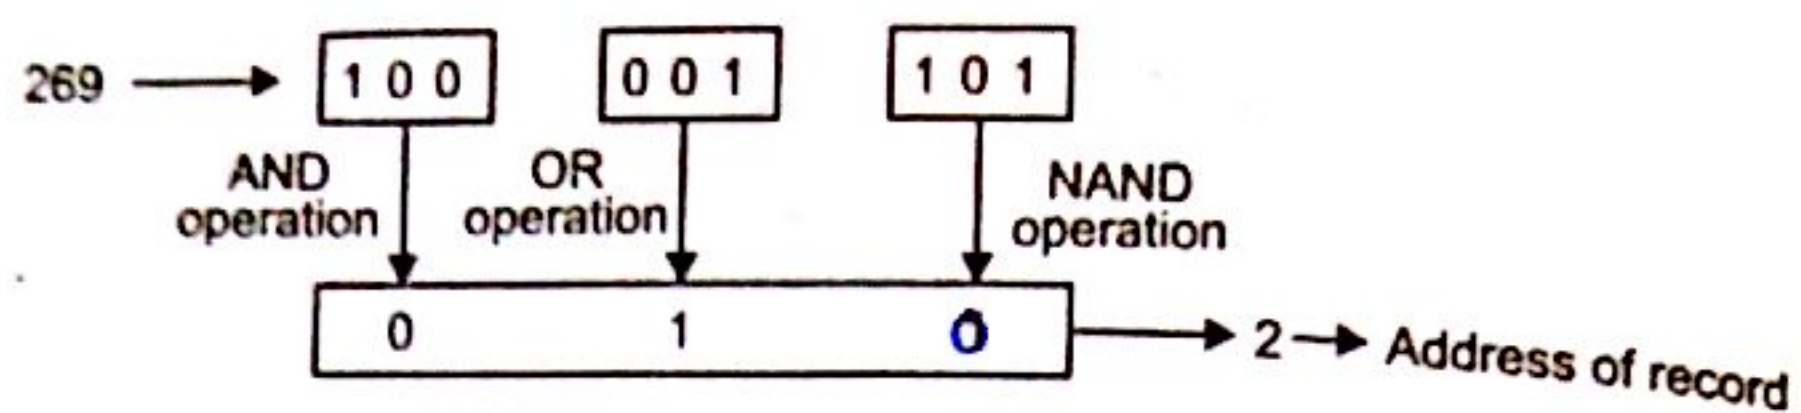 269 1 0 0 0 0 1 1 0 1
AND
operation
OR
operation
NAND
operation
0 1 0 2 Address of record